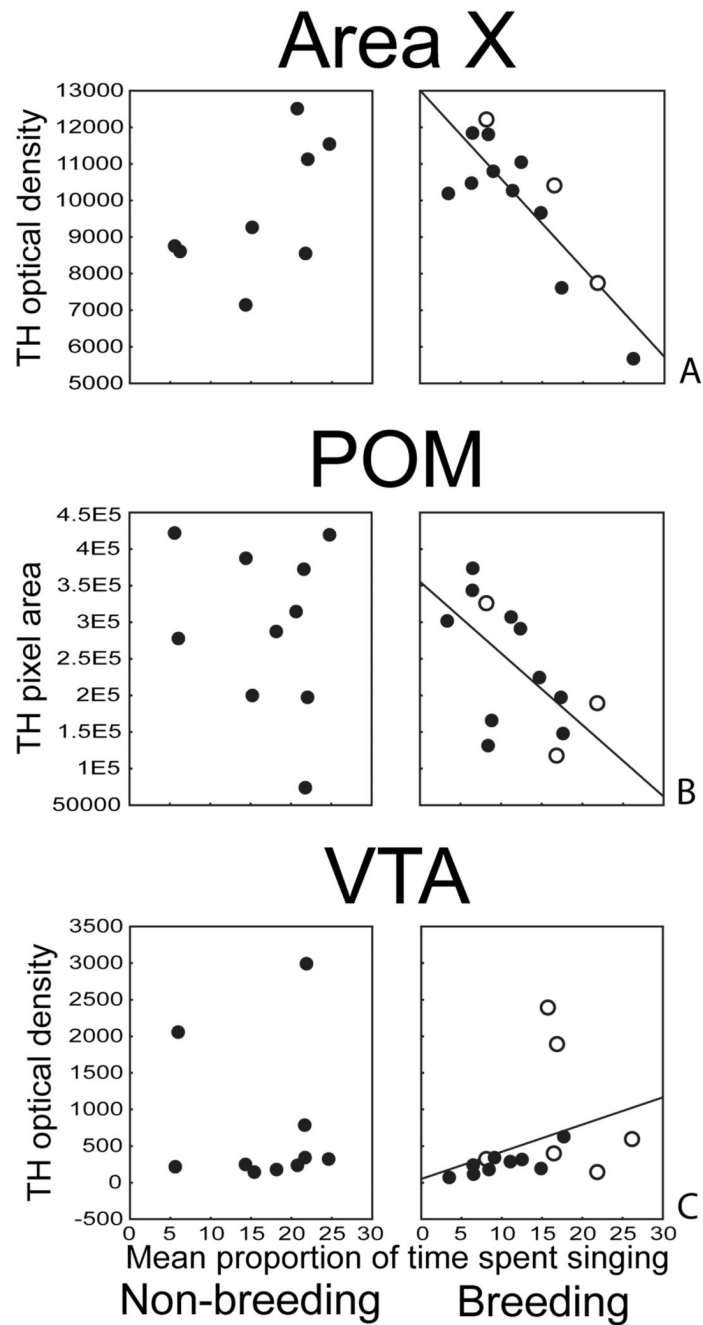 Area X
TH optical density
13000
12000
11000
10000
9000
8000
7000
6000
5000
A
POM
TH pixel area
4.5E5
4E5
3.5E5
3E5
2.5E5
2E5
1.5E5
1E5
50000
B
VTA
TH optical density
3500
3000
2500
2000
1500
1000
500
0
-500
C
0 5 10 15 20 25 30 0 5 10 15 20 25 30
Mean proportion of time spent singing
Non-breeding Breeding